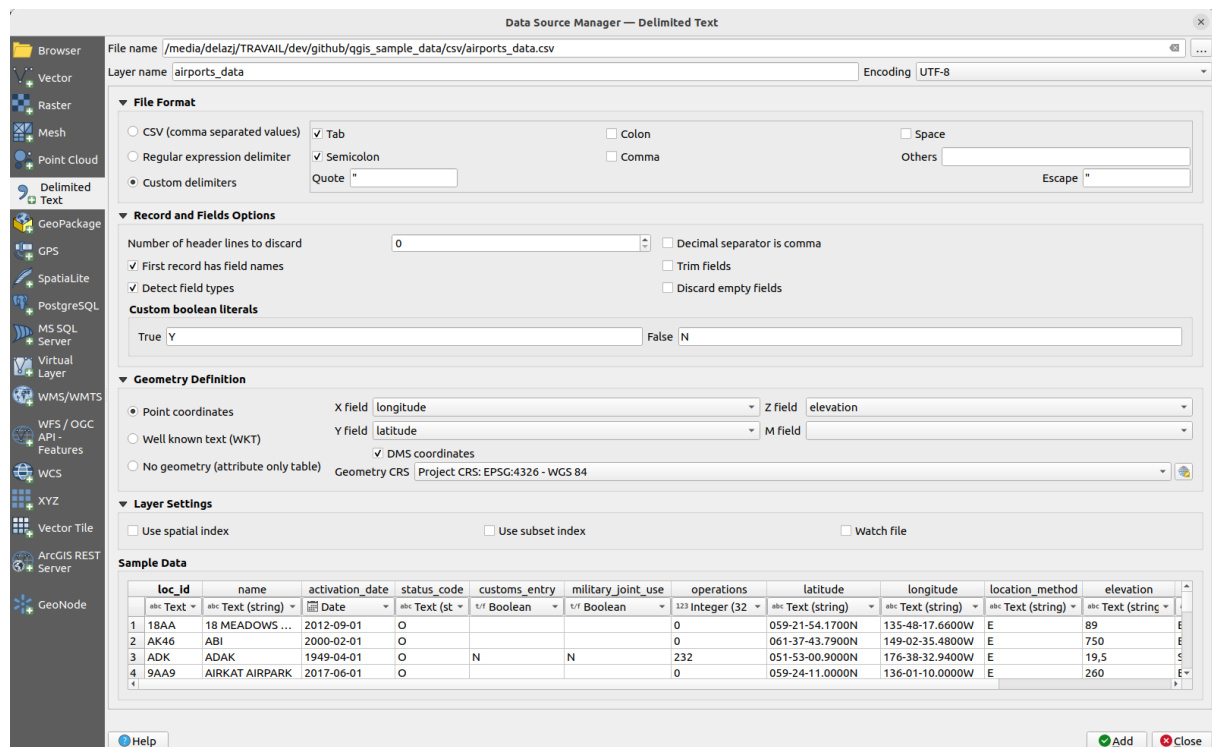 Data Source Manager — Delimited Text
Browser
Vector
Raster
Mesh
Point Cloud
Delimited
Text
GeoPackage
GPS
SpatiaLite
PostgreSQL
MS SQL
Server
Virtual
Layer
WMS/WMTS
WFS / OGC
API -
Features
WCS
XYZ
Vector Tile
ArcGIS REST
Server
GeoNode
File name /media/delazj/TRAVAIL/dev/github/qgis_sample_data/csv/airports_data.csv ...
Layer name airports_data Encoding UTF-8
File Format
CSV (comma separated values) Tab Colon Space
Regular expression delimiter Semicolon Comma Others
Custom delimiters Quote " Escape "
Record and Fields Options
Number of header lines to discard 0 Decimal separator is comma
First record has field names Trim fields
Detect field types Discard empty fields
Custom boolean literals
True Y False N
Geometry Definition
Point coordinates X field longitude Z field elevation
Well known text (WKT) Y field latitude M field
DMS coordinates
No geometry (attribute only table) Geometry CRS Project CRS: EPSG:4326 - WGS 84
Layer Settings
Use spatial index Use subset index Watch file
Sample Data
loc_id name activation_date status_code customs_entry military_joint_use operations latitude longitude location_method elevation
abc Text abc Text (string) Date abc Text (st t/f Boolean t/f Boolean 123 Integer (32 abc Text (string) abc Text (string) abc Text (string) abc Text (string
1 18AA 18 MEADOWS ... 2012-09-01 O 0 059-21-54.1700N 135-48-17.6600W E 89
2 AK46 ABI 2000-02-01 O 0 061-37-43.7900N 149-02-35.4800W E 750
3 ADK ADAK 1949-04-01 O N N 232 051-53-00.9000N 176-38-32.9400W E 19,5
4 9AA9 AIRKAT AIRPARK 2017-06-01 O 0 059-24-11.0000N 136-01-10.0000W E 260
Help Add Close